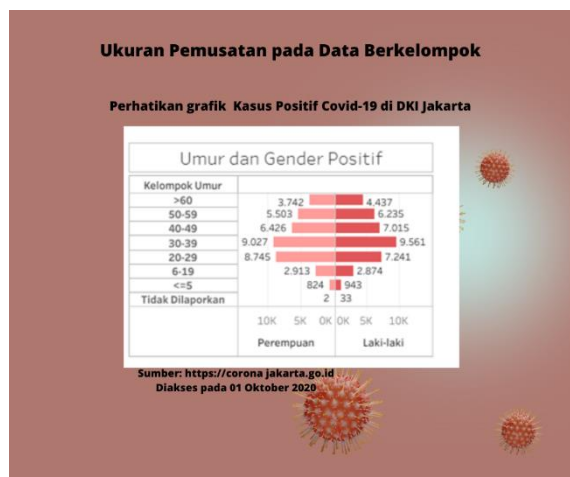 Ukuran Pemusatan pada Data Berkelompok
Perhatikan grafik Kasus Positif Covid-19 di DKI Jakarta
Umur dan Gender Positif
Kelompok Umur
>60 3.742 4.437
50-59 5.503 6.235
40-49 6.426 7.015
30-39 9.027 9.561
20-29 8.745 7.241
6-19 2.913 2.874
<=5 824 943
Tidak Dilaporkan 2 33
10K 5K 0K 0K 5K 10K
Perempuan Laki-laki
Sumber: https://corona jakarta.go.id
Diakses pada 01 Oktober 2020